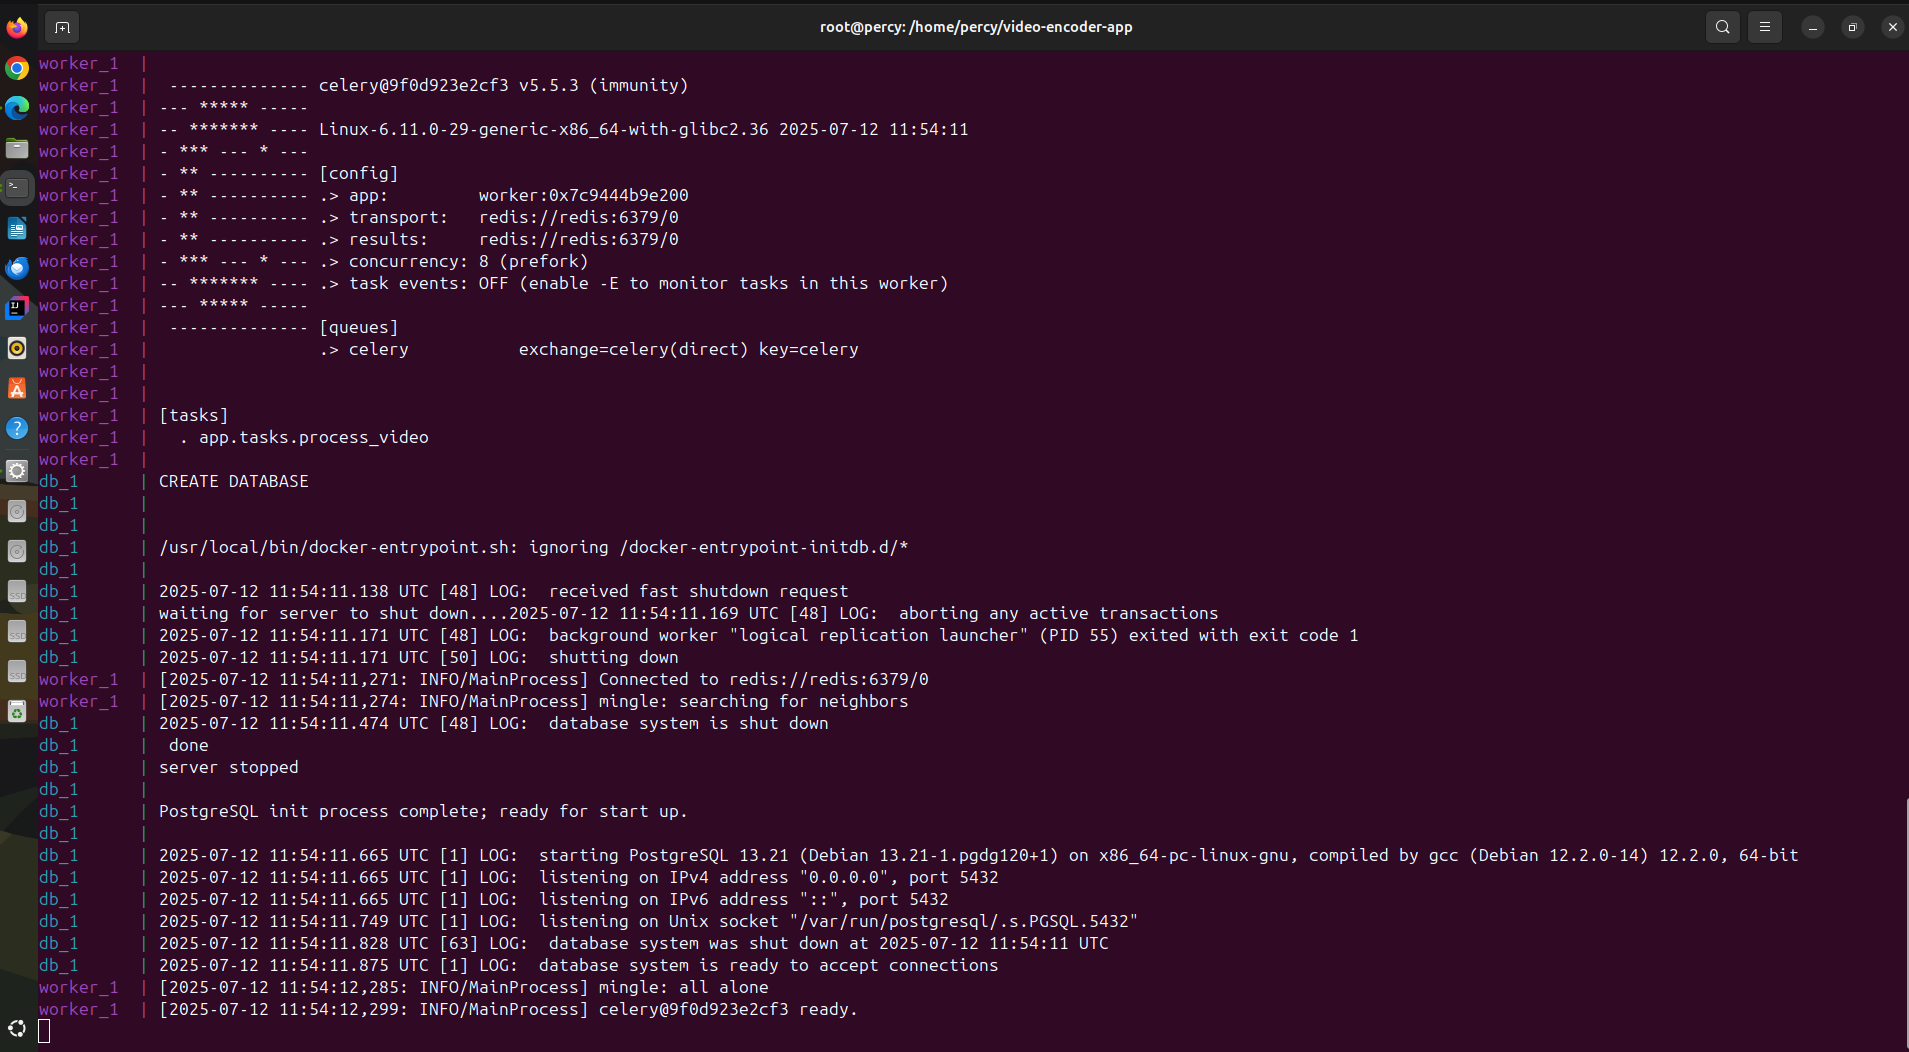 root@percy: /home/percy/video-encoder-app
worker_1  |
worker_1  |  -------------- celery@9f0d923e2cf3 v5.5.3 (immunity)
worker_1  | --- ***** -----
worker_1  | -- ******* ---- Linux-6.11.0-29-generic-x86_64-with-glibc2.36 2025-07-12 11:54:11
worker_1  | - *** --- * ---
worker_1  | - ** ---------- [config]
worker_1  | - ** ---------- .> app:         worker:0x7c9444b9e200
worker_1  | - ** ---------- .> transport:   redis://redis:6379/0
worker_1  | - ** ---------- .> results:     redis://redis:6379/0
worker_1  | - *** --- * --- .> concurrency: 8 (prefork)
worker_1  | -- ******* ---- .> task events: OFF (enable -E to monitor tasks in this worker)
worker_1  | --- ***** -----
worker_1  |  -------------- [queues]
worker_1  |                 .> celery           exchange=celery(direct) key=celery
worker_1  |
worker_1  |
worker_1  | [tasks]
worker_1  |   . app.tasks.process_video
worker_1  |
db_1      | CREATE DATABASE
db_1      |
db_1      |
db_1      | /usr/local/bin/docker-entrypoint.sh: ignoring /docker-entrypoint-initdb.d/*
db_1      |
db_1      | 2025-07-12 11:54:11.138 UTC [48] LOG:  received fast shutdown request
db_1      | waiting for server to shut down....2025-07-12 11:54:11.169 UTC [48] LOG:  aborting any active transactions
db_1      | 2025-07-12 11:54:11.171 UTC [48] LOG:  background worker "logical replication launcher" (PID 55) exited with exit code 1
db_1      | 2025-07-12 11:54:11.171 UTC [50] LOG:  shutting down
worker_1  | [2025-07-12 11:54:11,271: INFO/MainProcess] Connected to redis://redis:6379/0
worker_1  | [2025-07-12 11:54:11,274: INFO/MainProcess] mingle: searching for neighbors
db_1      | 2025-07-12 11:54:11.474 UTC [48] LOG:  database system is shut down
db_1      |  done
db_1      | server stopped
db_1      |
db_1      | PostgreSQL init process complete; ready for start up.
db_1      |
db_1      | 2025-07-12 11:54:11.665 UTC [1] LOG:  starting PostgreSQL 13.21 (Debian 13.21-1.pgdg120+1) on x86_64-pc-linux-gnu, compiled by gcc (Debian 12.2.0-14) 12.2.0, 64-bit
db_1      | 2025-07-12 11:54:11.665 UTC [1] LOG:  listening on IPv4 address "0.0.0.0", port 5432
db_1      | 2025-07-12 11:54:11.665 UTC [1] LOG:  listening on IPv6 address "::", port 5432
db_1      | 2025-07-12 11:54:11.749 UTC [1] LOG:  listening on Unix socket "/var/run/postgresql/.s.PGSQL.5432"
db_1      | 2025-07-12 11:54:11.828 UTC [63] LOG:  database system was shut down at 2025-07-12 11:54:11 UTC
db_1      | 2025-07-12 11:54:11.875 UTC [1] LOG:  database system is ready to accept connections
worker_1  | [2025-07-12 11:54:12,285: INFO/MainProcess] mingle: all alone
worker_1  | [2025-07-12 11:54:12,299: INFO/MainProcess] celery@9f0d923e2cf3 ready.